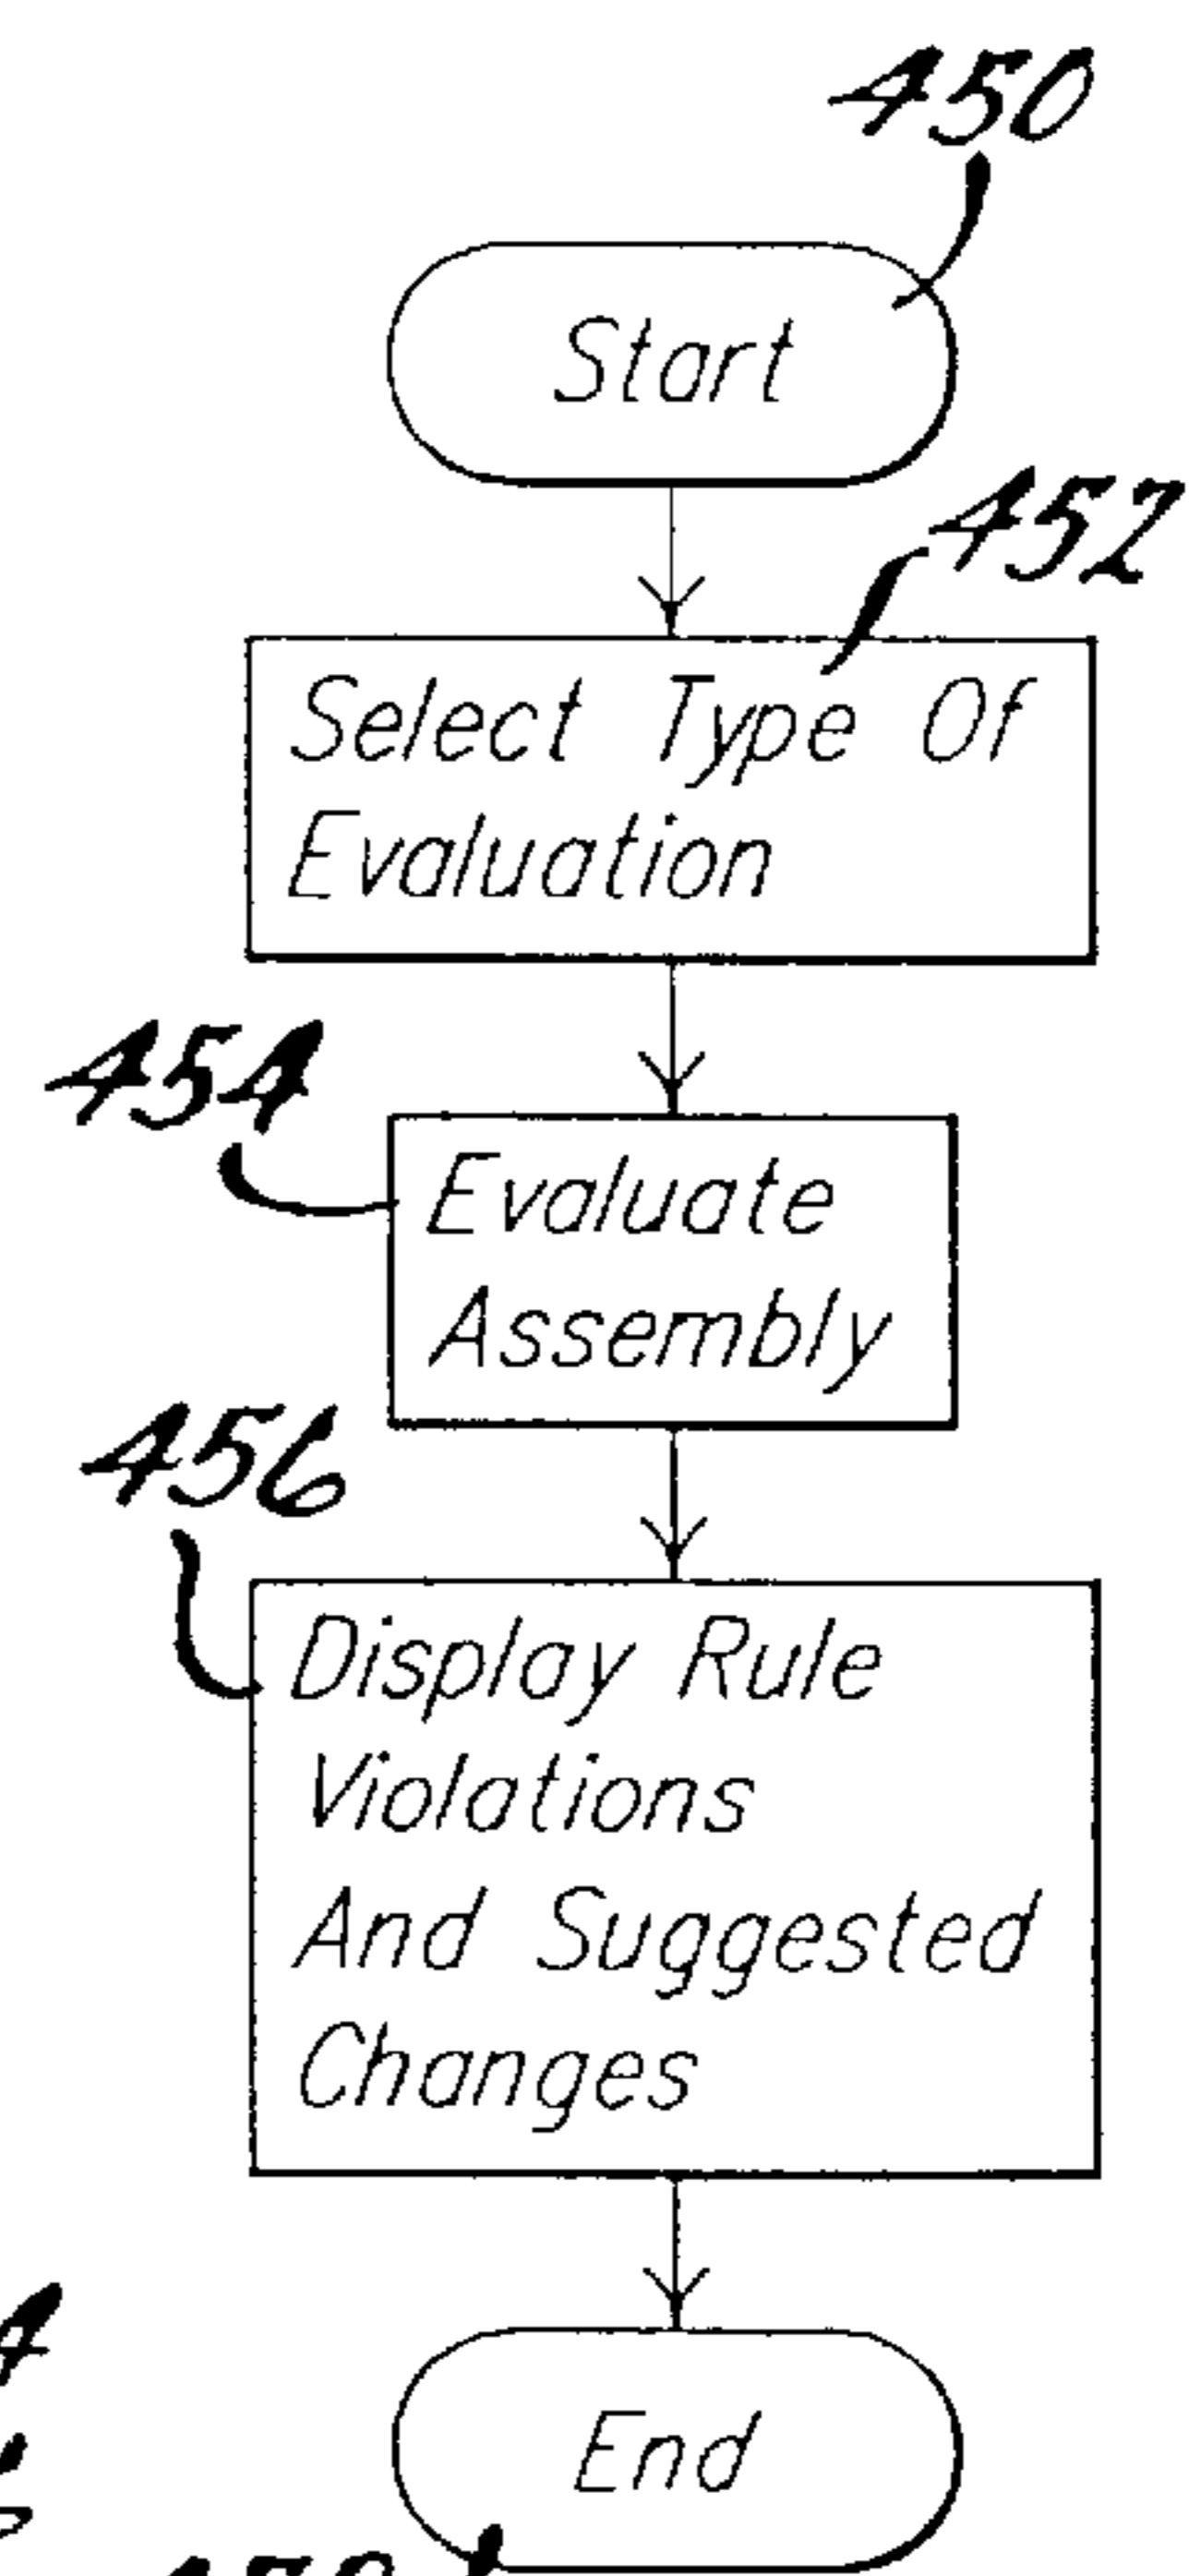 450
Start
452
Select Type Of
Evaluation
454
Evaluate
Assembly
456
Display Rule
Violations
And Suggested
Changes
End